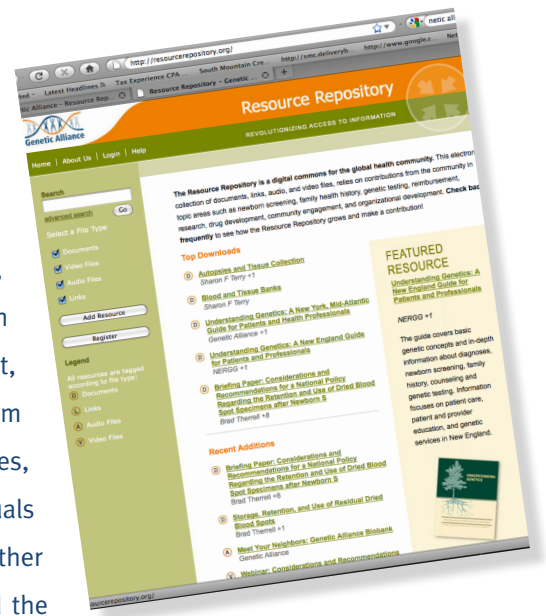 http://resourcerepository.org/
netic all
Latest Headlines
Tax Experience CPA
South Mountain Cre...
http://smc.deliveryb...
http://www.google.c...
Alliance - Resource Rep...
Resource Repository - Genetic ...
Genetic Alliance
Resource Repository
REVOLUTIONIZING ACCESS TO INFORMATION
Home | About Us | Login | Help
Search
advanced search
Go
Select a File Type
Documents
Video Files
Audio Files
Links
Add Resource
Register
Legend
All resources are tagged
according to file type:
D Documents
L Links
A Audio Files
V Video Files
The Resource Repository is a digital commons for the global health community. This electron
collection of documents, links, audio, and video files, relies on contributions from the community in
topic areas such as newborn screening, family health history, genetic testing, reimbursement,
research, drug development, community engagement, and organizational development. Check bac
frequently to see how the Resource Repository grows and make a contribution!
Top Downloads
D Autopsies and Tissue Collection
Sharon F Terry +1
D Blood and Tissue Banks
Sharon F Terry
D Understanding Genetics: A New York, Mid-Atlantic
Guide for Patients and Health Professionals
Genetic Alliance +1
D Understanding Genetics: A New England Guide
for Patients and Professionals
NERGG +1
D Briefing Paper: Considerations and
Recommendations for a National Policy
Regarding the Retention and Use of Dried Blood
Spot Specimens after Newborn S
Brad Therrell +8
Recent Additions
D Briefing Paper: Considerations and
Recommendations for a National Policy
Regarding the Retention and Use of Dried Blood
Spot Specimens after Newborn S
Brad Therrell +8
D Storage, Retention, and Use of Residual Dried
Blood Spots
Brad Therrell +1
A Meet Your Neighbors: Genetic Alliance Biobank
Genetic Alliance
V Webinar: Considerations and Recommendations
FEATURED
RESOURCE
Understanding Genetics: A
New England Guide for
Patients and Professionals
NERGG +1
The guide covers basic
genetic concepts and in-depth
information about diagnoses,
newborn screening, family
history, counseling and
genetic testing. Information
focuses on patient care,
patient and provider
education, and genetic
services in New England.
UNDERSTANDING
GENETICS
ourcerepository.org/
t,
m
es,
uals
ther
the